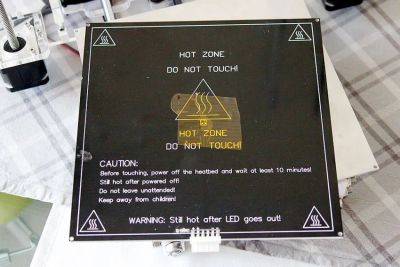 HOT ZONE
DO NOT TOUCH!
HOT ZONE
DO NOT TOUCH!
CAUTION:
Before touching, power off the heatbed and wait at least 10 minutes!
Still hot after powered off!
Do not leave unattended!
Keep away from children!
WARNING: Still hot after LED goes out!